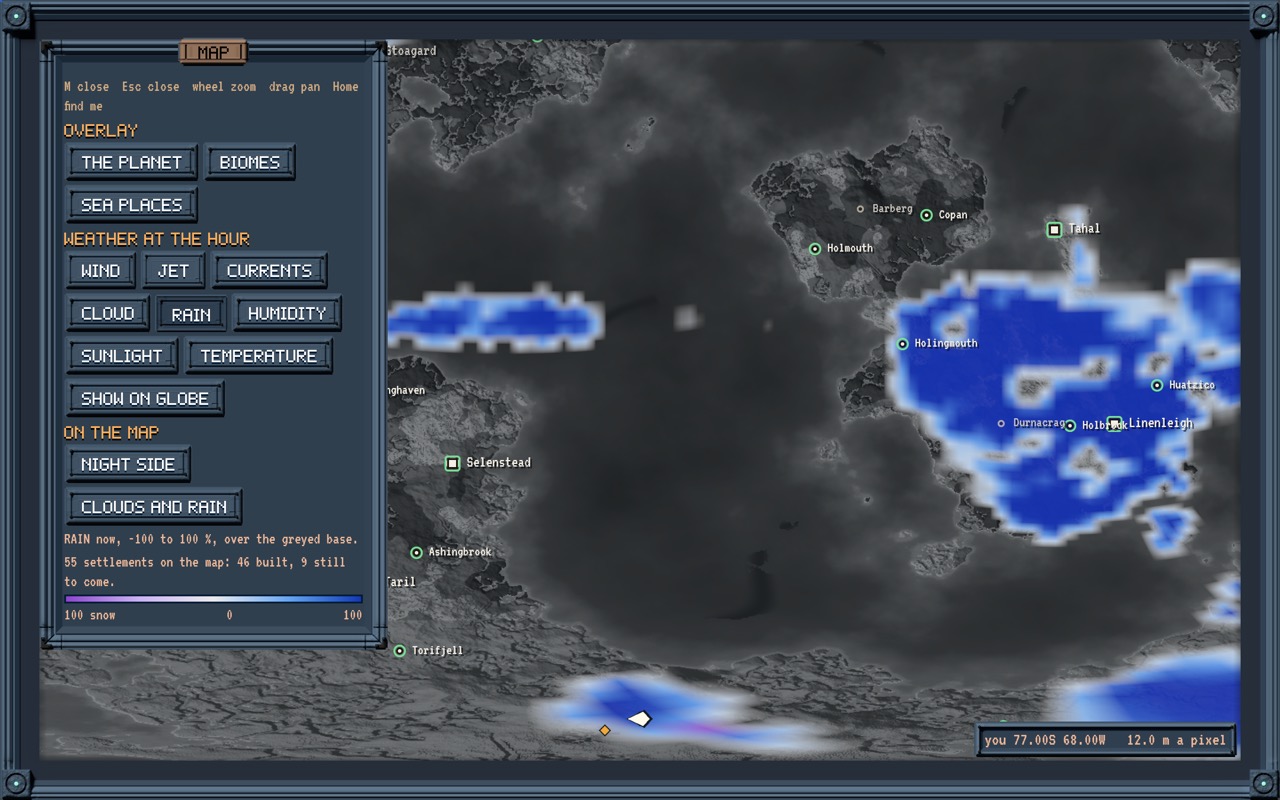 MAP
M close  Esc close  wheel zoom  drag pan  Home
find me
OVERLAY
THE PLANET  BIOMES
SEA PLACES
WEATHER AT THE HOUR
WIND  JET  CURRENTS
CLOUD  RAIN  HUMIDITY
SUNLIGHT  TEMPERATURE
SHOW ON GLOBE
ON THE MAP
NIGHT SIDE
CLOUDS AND RAIN
RAIN now, -100 to 100 %, over the greyed base.
55 settlements on the map: 46 built, 9 still
to come.
100 snow  0  100
Stoagard
Barberg
Copan
Holmouth
Tahal
Holingmouth
Huatzico
nghaven
Durnacrag
Holbrook
Linenleigh
Selenstead
Ashingbrook
Taril
Torifjell
you 77.00S 68.00W  12.0 m a pixel